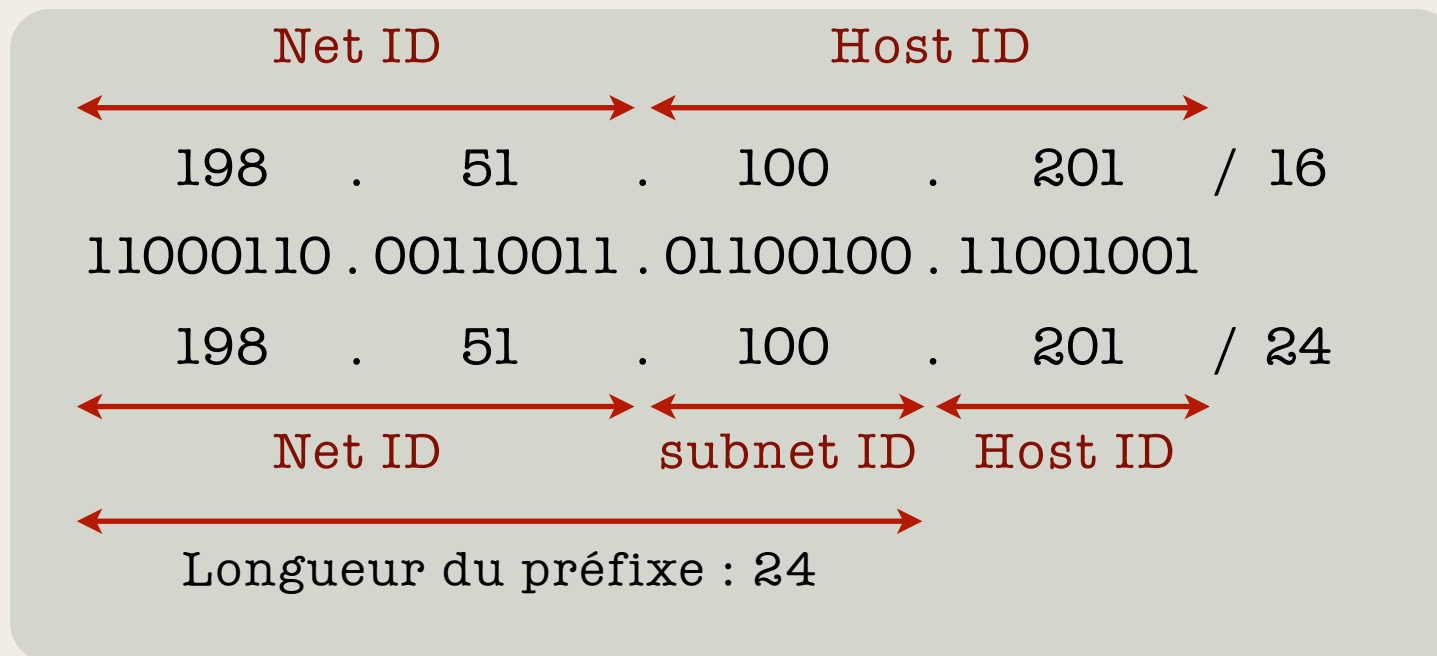 Net ID Host ID
198 . 51 . 100 . 201 / 16
11000110 . 00110011 . 01100100 . 11001001
198 . 51 . 100 . 201 / 24
Net ID subnet ID Host ID
Longueur du préfixe : 24